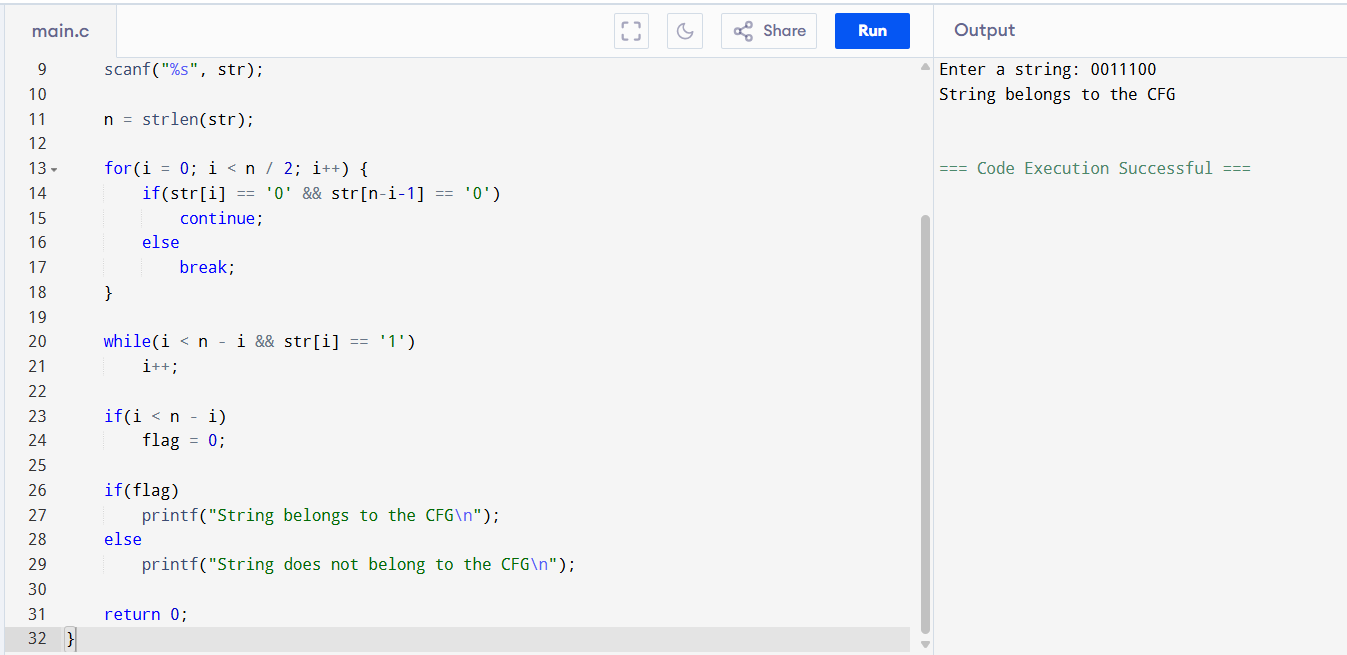 main.c
Share
Run
Output
9 scanf("%s", str);
10
11 n = strlen(str);
12
13 for(i = 0; i < n / 2; i++) {
14 if(str[i] == '0' && str[n-i-1] == '0')
15 continue;
16 else
17 break;
18 }
19
20 while(i < n - i && str[i] == '1')
21 i++;
22
23 if(i < n - i)
24 flag = 0;
25
26 if(flag)
27 printf("String belongs to the CFG\n");
28 else
29 printf("String does not belong to the CFG\n");
30
31 return 0;
32 }
Enter a string: 0011100
String belongs to the CFG
=== Code Execution Successful ===